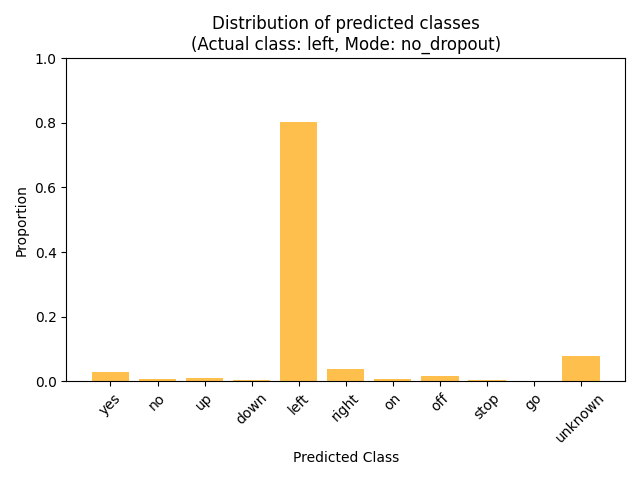 Distribution of predicted classes
(Actual class: left, Mode: no_dropout)
1.0
0.8
0.6
0.4
0.2
0.0
Proportion
yes
no
up
down
left
right
on
off
stop
go
unknown
Predicted Class